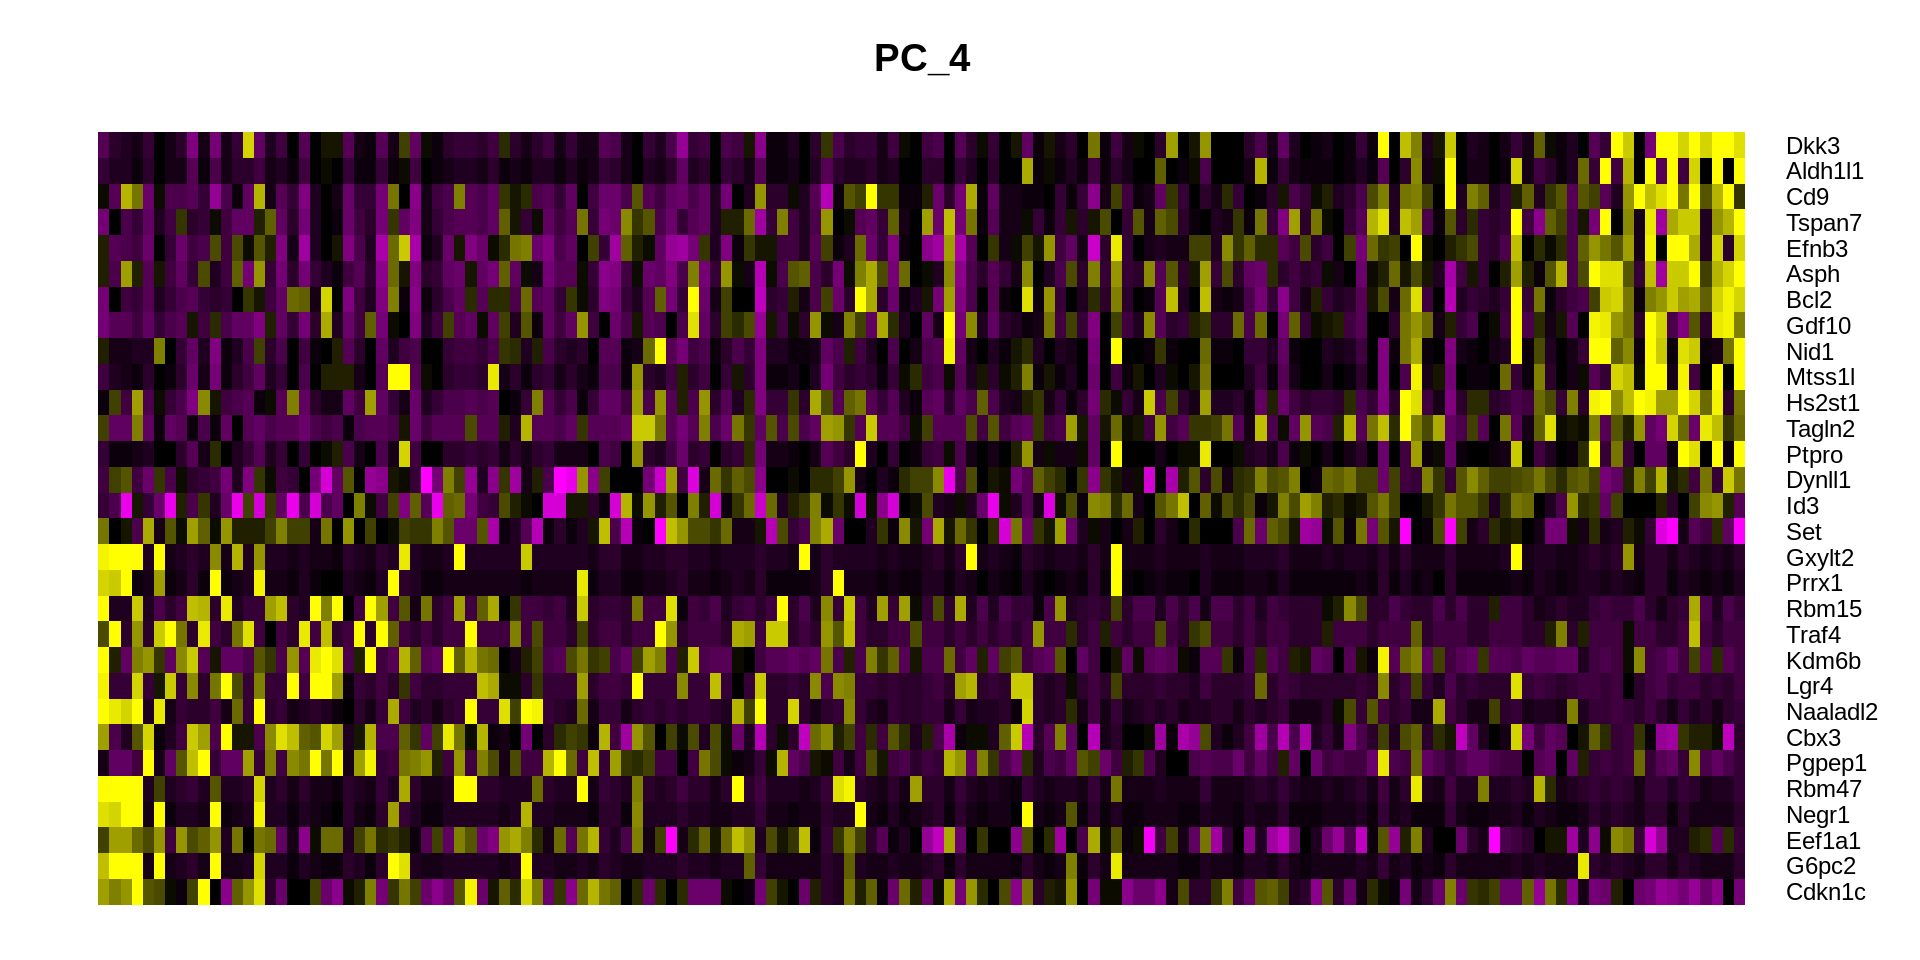 PC_4
Dkk3
Aldh1l1
Cd9
Tspan7
Efnb3
Asph
Bcl2
Gdf10
Nid1
Mtss1l
Hs2st1
Tagln2
Ptpro
Dynll1
Id3
Set
Gxylt2
Prrx1
Rbm15
Traf4
Kdm6b
Lgr4
Naaladl2
Cbx3
Pgpep1
Rbm47
Negr1
Eef1a1
G6pc2
Cdkn1c